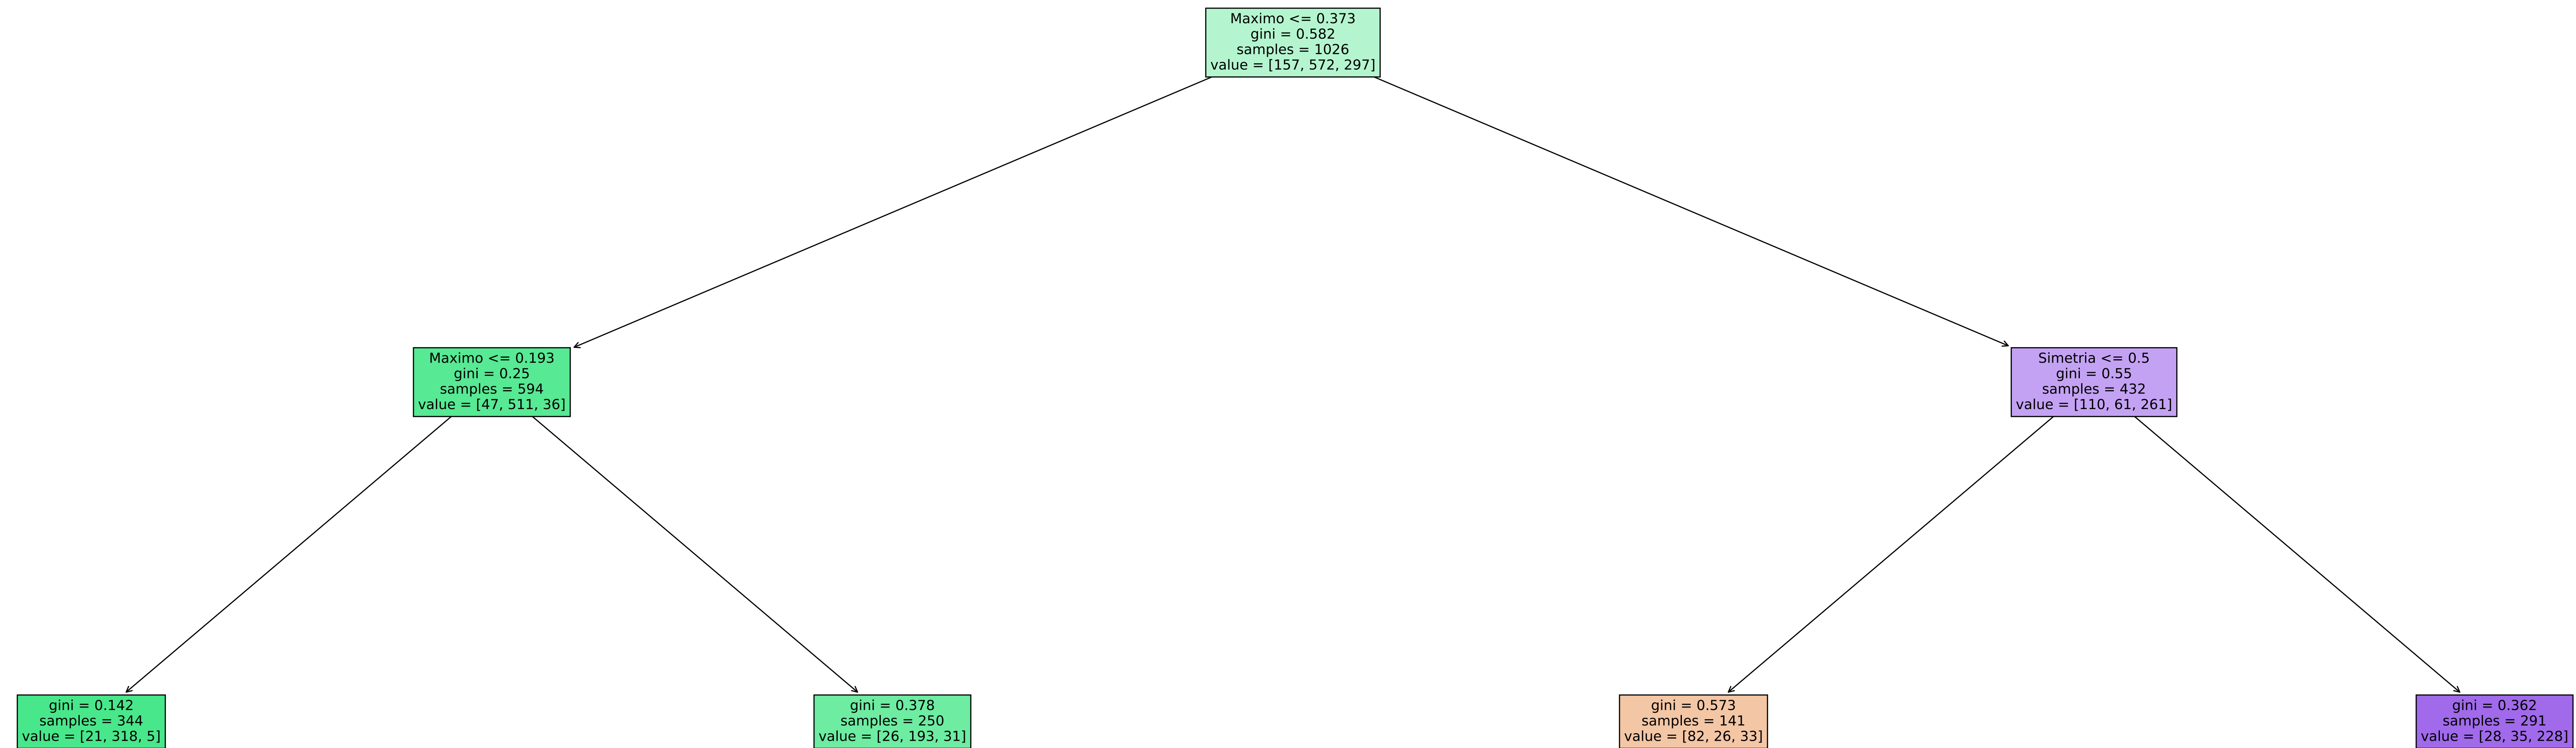 Maximo <= 0.373
gini = 0.582
samples = 1026
value = [157, 572, 297]
Maximo <= 0.193
gini = 0.25
samples = 594
value = [47, 511, 36]
Simetria <= 0.5
gini = 0.55
samples = 432
value = [110, 61, 261]
gini = 0.142
samples = 344
value = [21, 318, 5]
gini = 0.378
samples = 250
value = [26, 193, 31]
gini = 0.573
samples = 141
value = [82, 26, 33]
gini = 0.362
samples = 291
value = [28, 35, 228]